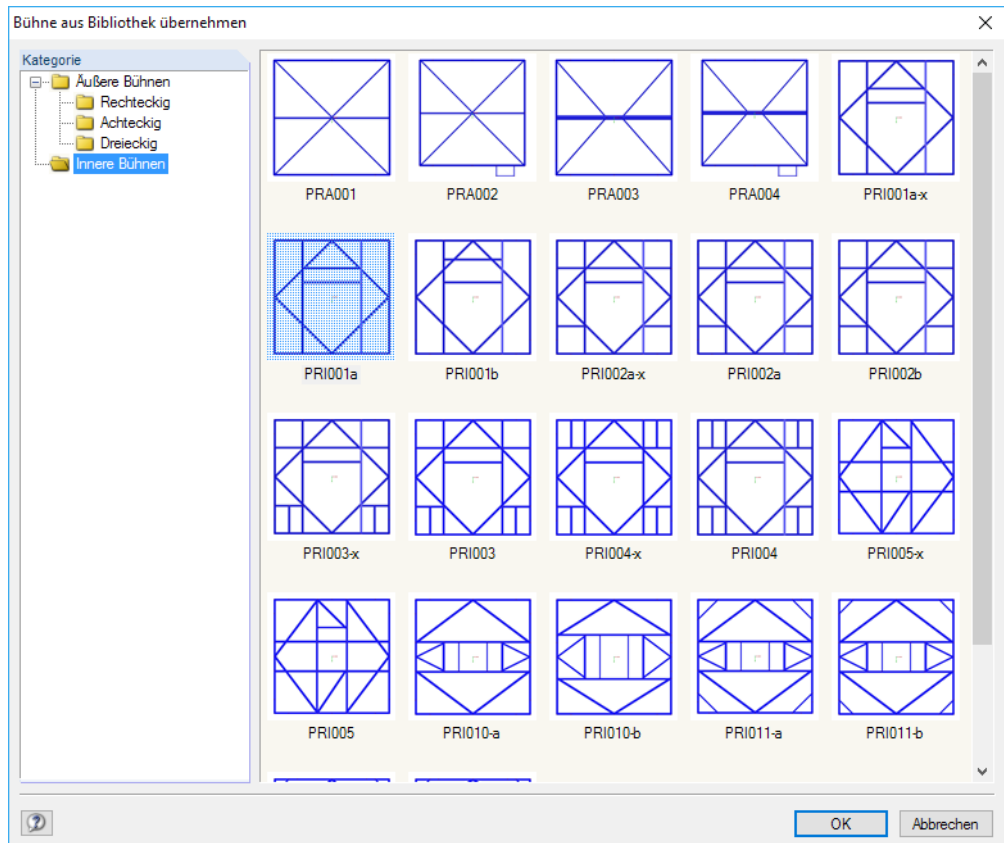 Bühne aus Bibliothek übernehmen
Kategorie
Äußere Bühnen
Rechteckig
Achteckig
Dreieckig
Innere Bühnen
PRA001 PRA002 PRA003 PRA004 PRI001a-x
PRI001a PRI001b PRI002a-x PRI002a PRI002b
PRI003-x PRI003 PRI004-x PRI004 PRI005-x
PRI005 PRI010-a PRI010-b PRI011-a PRI011-b
OK Abbrechen